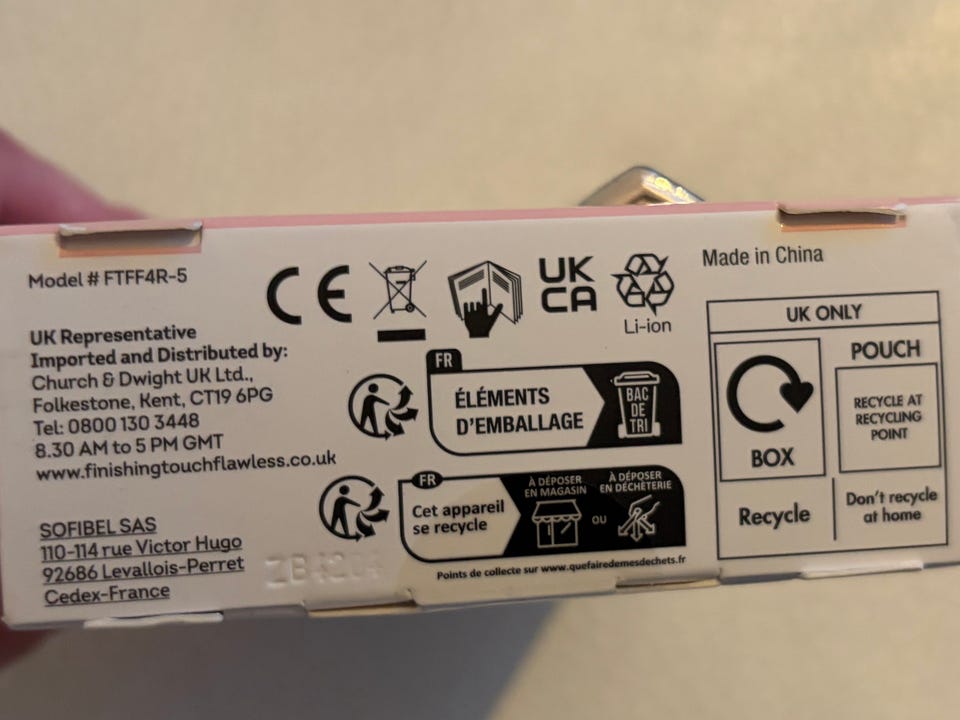 Model # FTFF4R-5
UK Representative
Imported and Distributed by:
Church & Dwight UK Ltd.,
Folkestone, Kent, CT19 6PG
Tel: 0800 130 3448
8.30 AM to 5 PM GMT
www.finishingtouchflawless.co.uk
SOFIBEL SAS
110-114 rue Victor Hugo
92686 Levallois-Perret
Cedex-France
CE
UK
CA
Li-ion
Made in China
FR
ÉLÉMENTS
D'EMBALLAGE
BAC
DE
TRI
FR
Cet appareil
se recycle
À DÉPOSER
EN MAGASIN
OU
À DÉPOSER
EN DÉCHÈTERIE
Points de collecte sur www.quefairedemesdechets.fr
UK ONLY
BOX
Recycle
POUCH
RECYCLE AT
RECYCLING
POINT
Don't recycle
at home